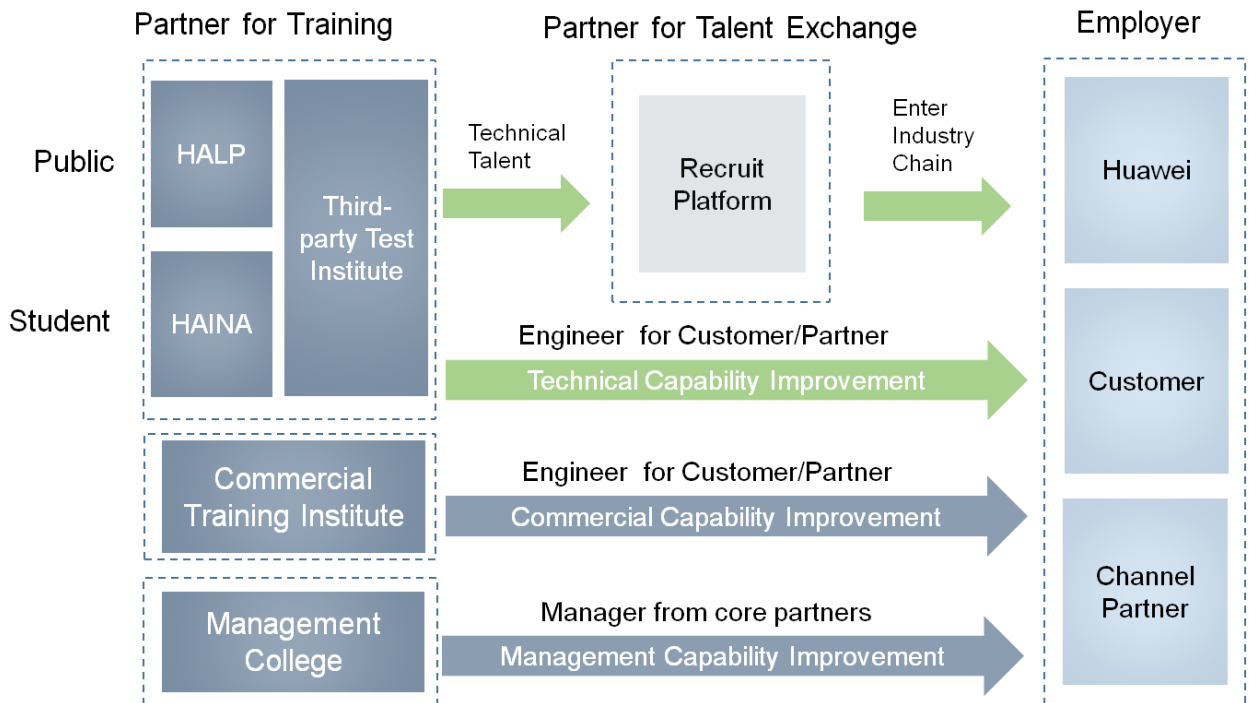 Partner for Training
Partner for Talent Exchange
Employer
Public
Student
HALP
HAINA
Third-
party Test
Institute
Technical
Talent
Recruit
Platform
Enter
Industry
Chain
Huawei
Engineer for Customer/Partner
Technical Capability Improvement
Customer
Commercial
Training Institute
Engineer for Customer/Partner
Commercial Capability Improvement
Channel
Partner
Management
College
Manager from core partners
Management Capability Improvement